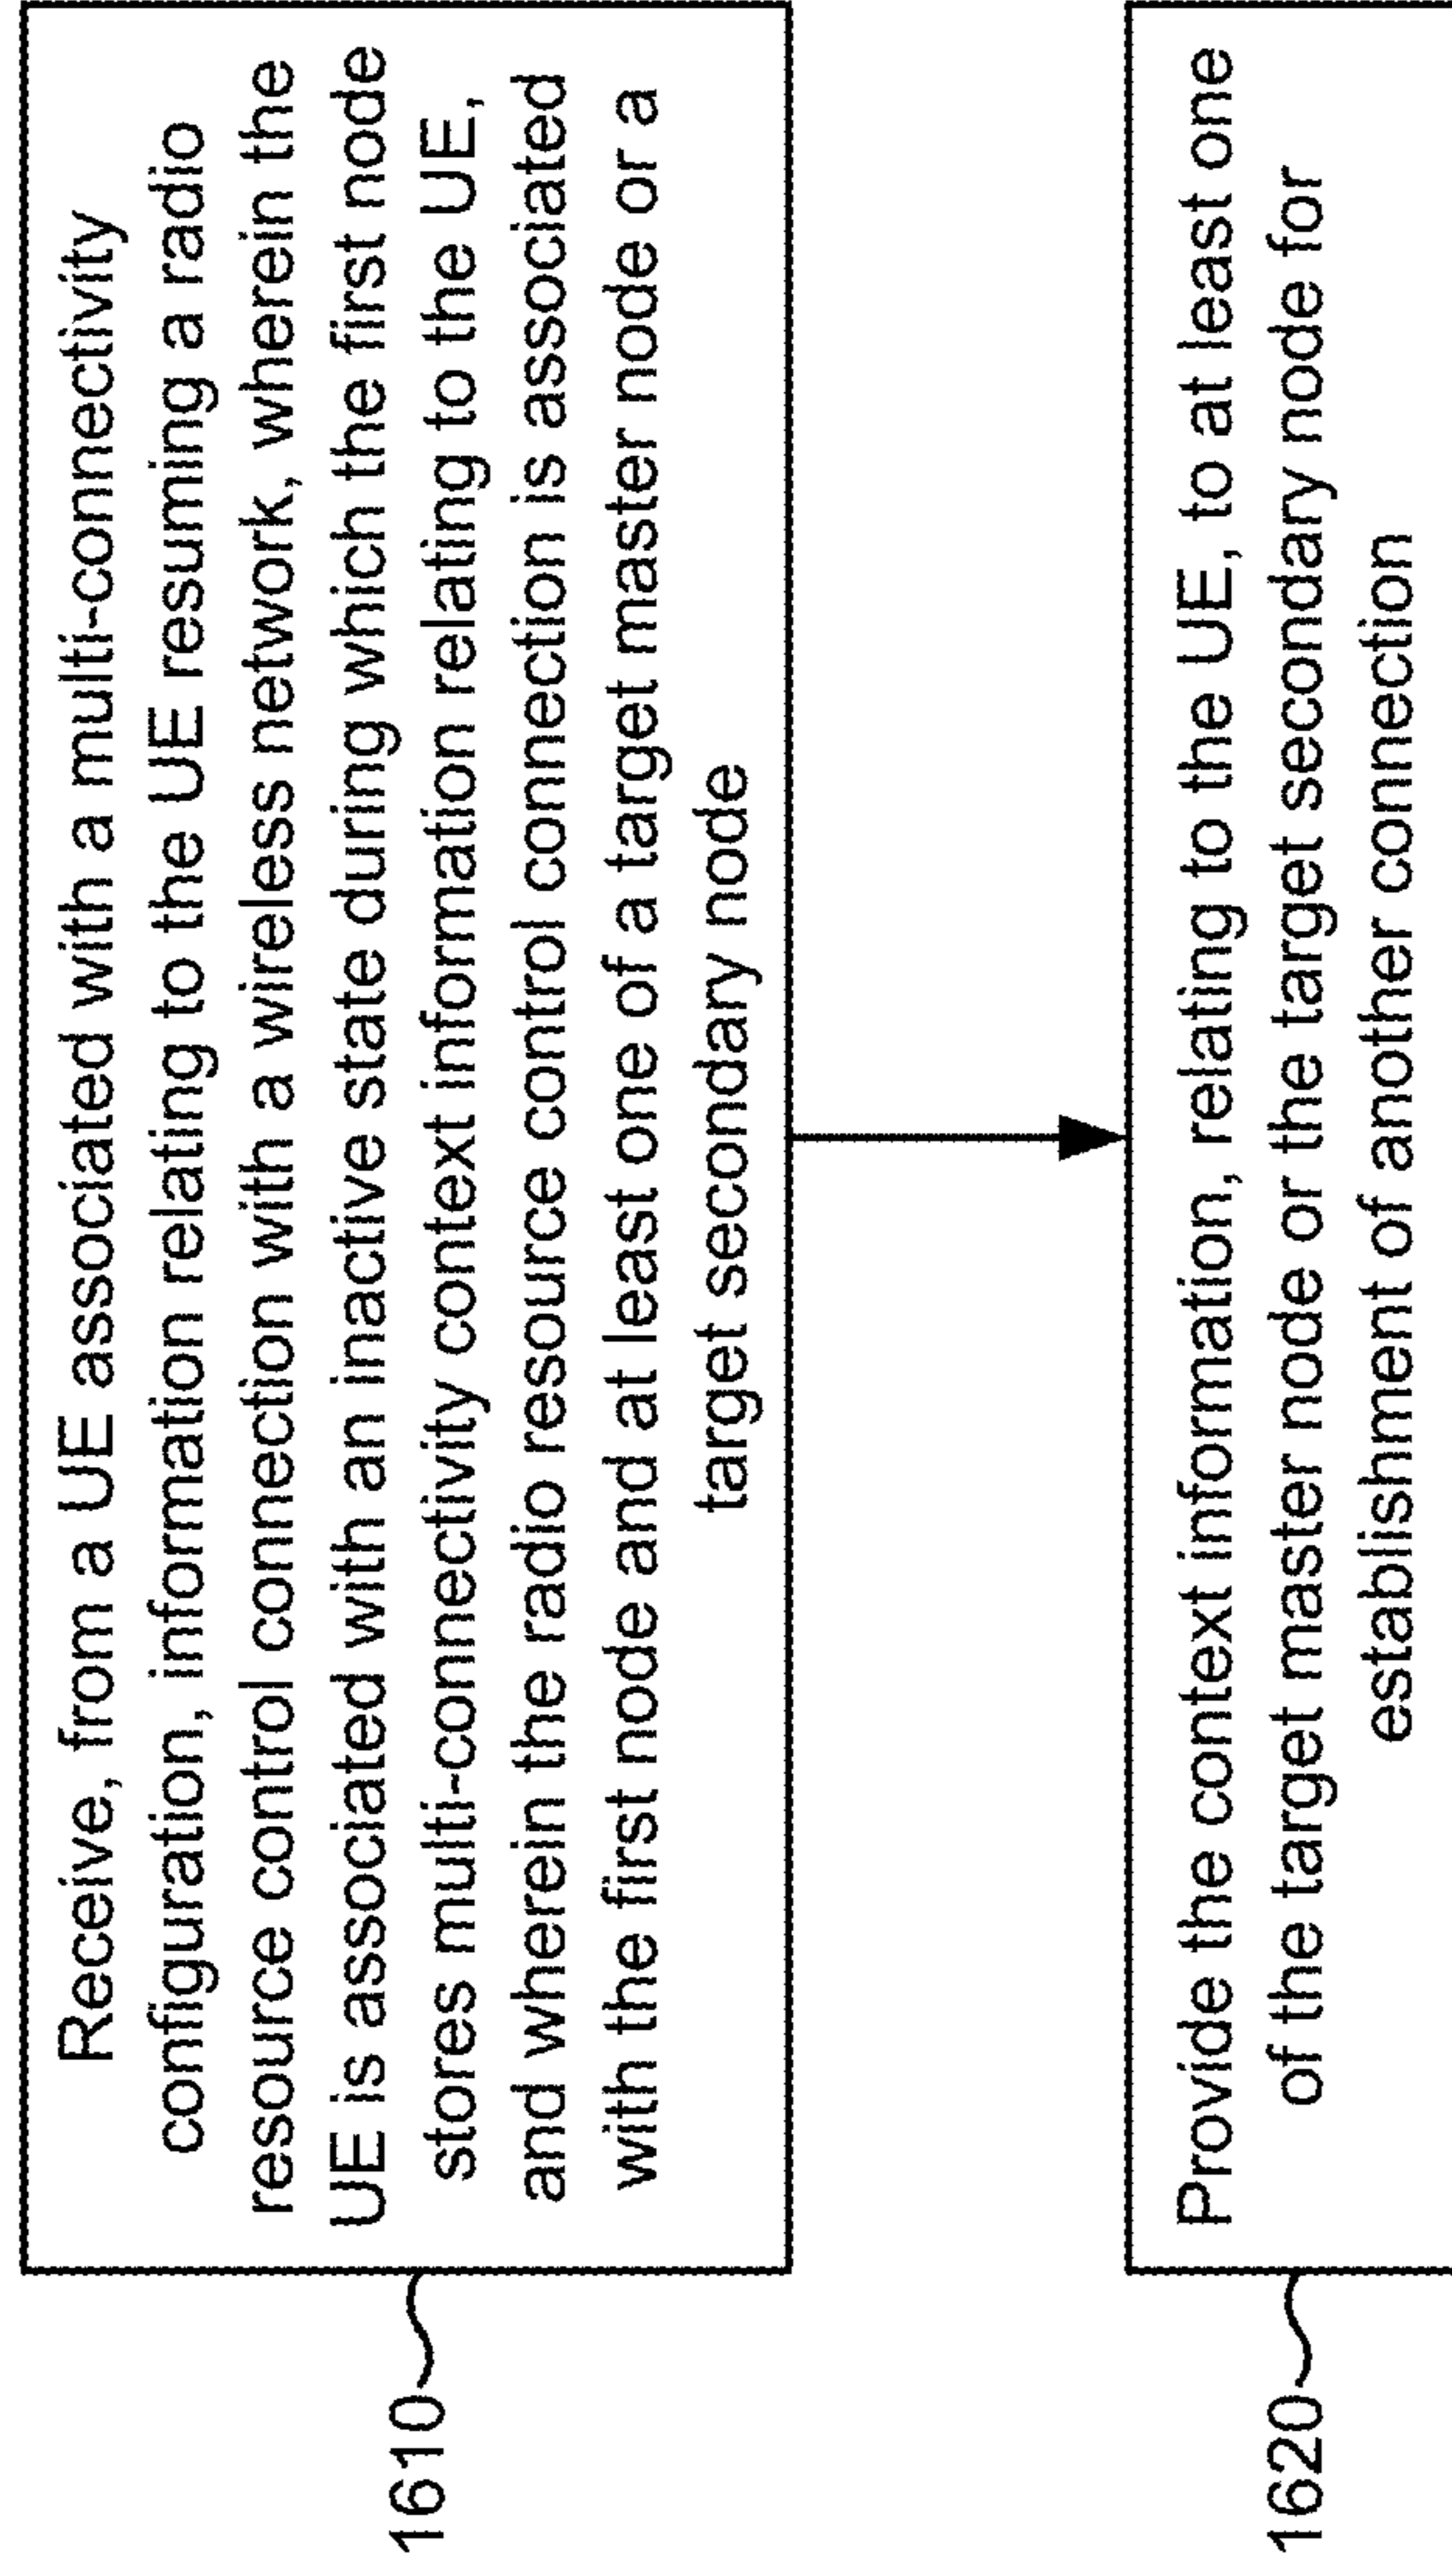 Receive, from a UE associated with a multi-connectivity
configuration, information relating to the UE resuming a radio
resource control connection with a wireless network, wherein the
UE is associated with an inactive state during which the first node
stores multi-connectivity context information relating to the UE,
and wherein the radio resource control connection is associated
with the first node and at least one of a target master node or a
target secondary node
1610
Provide the context information, relating to the UE, to at least one
of the target master node or the target secondary node for
establishment of another connection
1620